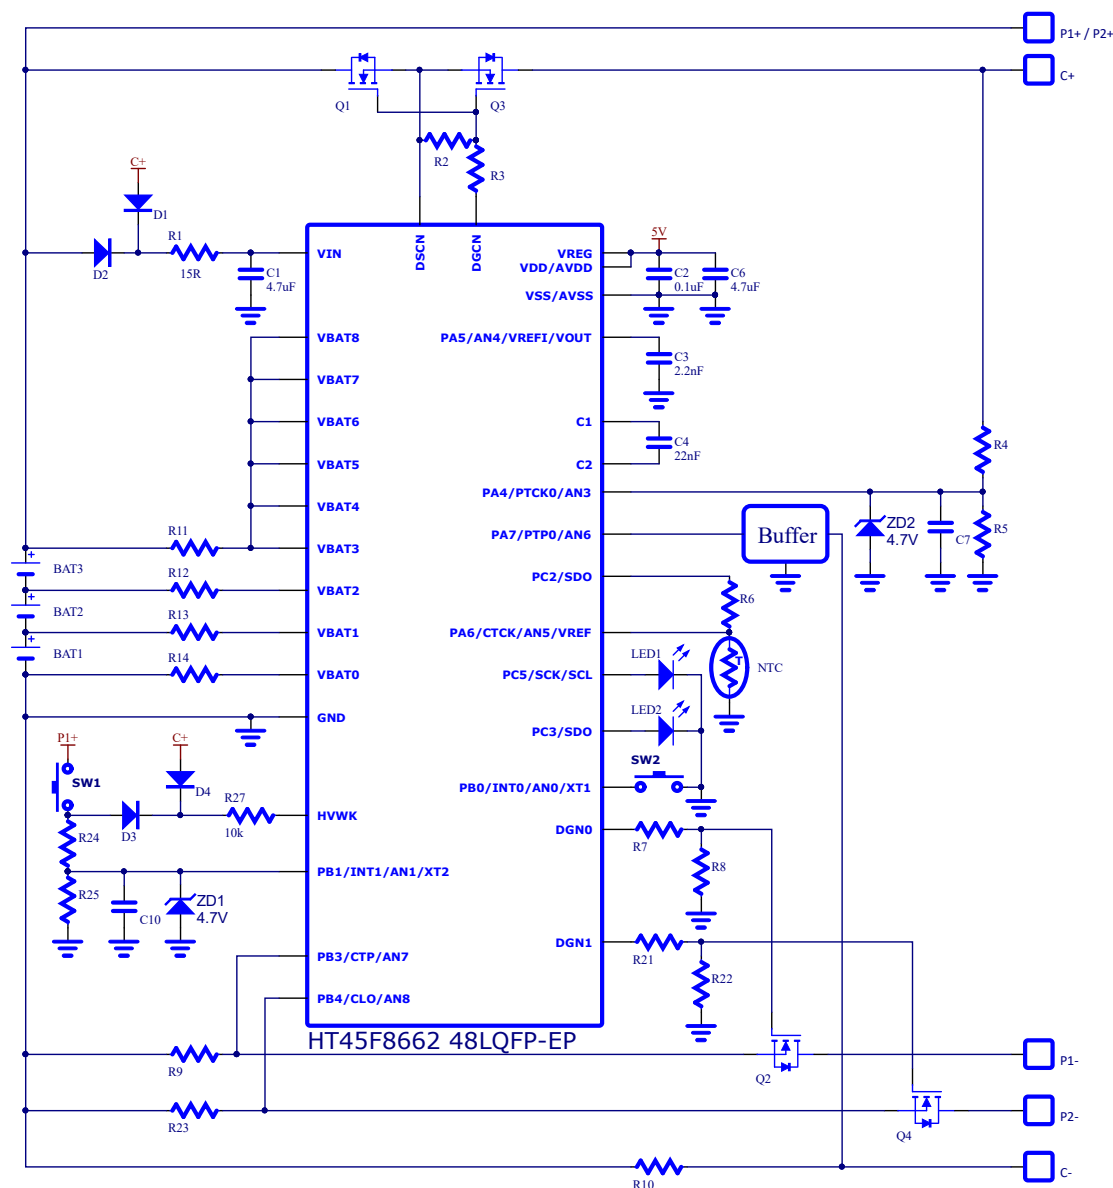 P1+ / P2+
C+
Q1
Q3
R2
R3
C+
D1
D2
R1
15R
C1
4.7uF
VIN
DSCN
DGCN
VREG
VDD/AVDD
VSS/AVSS
5V
C2
0.1uF
C6
4.7uF
VBAT8
PA5/AN4/VREFI/VOUT
C3
2.2nF
VBAT7
VBAT6
C1
C4
22nF
R4
VBAT5
C2
VBAT4
PA4/PTCK0/AN3
R11
VBAT3
PA7/PTP0/AN6
Buffer
ZD2
4.7V
C7
R5
BAT3
R12
VBAT2
PC2/SDO
R6
BAT2
R13
VBAT1
PA6/CTCK/AN5/VREF
BAT1
R14
VBAT0
PC5/SCK/SCL
LED1
T
NTC
GND
PC3/SDO
LED2
P1+
C+
SW1
D4
R27
10k
PB0/INT0/AN0/XT1
SW2
R24
D3
HVWK
DGN0
R7
R8
R25
C10
ZD1
4.7V
PB1/INT1/AN1/XT2
DGN1
R21
R22
PB3/CTP/AN7
PB4/CLO/AN8
HT45F8662 48LQFP-EP
R9
Q2
P1-
R23
Q4
P2-
R10
C-